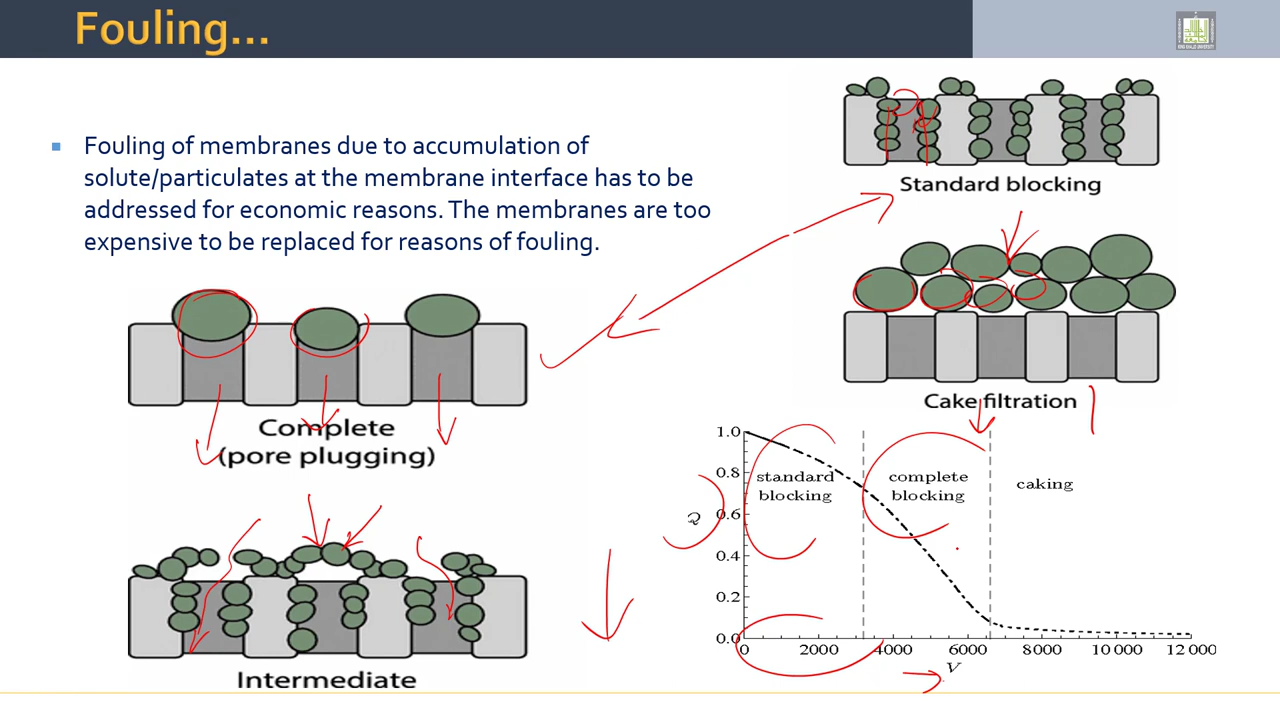 Fouling...
KING KHALID UNIVERSITY
Fouling of membranes due to accumulation of
solute/particulates at the membrane interface has to be
addressed for economic reasons. The membranes are too
expensive to be replaced for reasons of fouling.
Standard blocking
Cake filtration
Complete
(pore plugging)
Intermediate
1.0
0.8
0.6
0.4
0.2
0.0
Q
standard
blocking
complete
blocking
caking
0 2000 4000 6000 8000 10 000 12 000
V